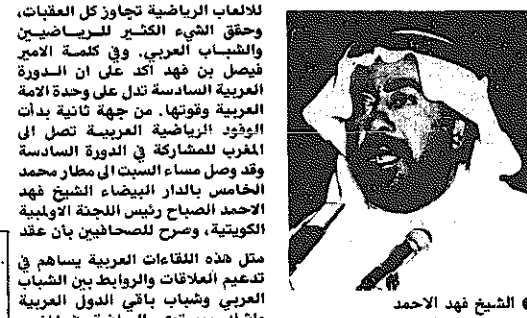 للالعاب الرياضية تجاوز كل العقبات،
وحقق الشيء الكثير للرياضيين
والشباب العربي. وفي كلمة الامير
فيصل بن فهد اكد على ان الدورة
العربية السادسة تدل على وحدة الامة
العربية وقوتها. من جهة ثانية بدأت
الوفود الرياضية العربية تصل الى
المغرب للمشاركة في الدورة السادسة
وقد وصل مساء السبت الى مطار محمد
الخامس بالدار البيضاء الشيخ فهد
الاحمد الصباح رئيس اللجنة الاولمبية
الكويتية، وصرح للصحافيين بأن عقد
مثل هذه اللقاءات العربية يساهم في
تدعيم العلاقات والروابط بين الشباب
العربي وشباب باقي الدول العربية
● الشيخ فهد الاحمد